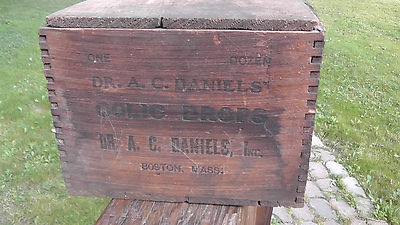 ONE DOZEN
DR. A. C. DANIELS'
COLIC DROPS
DR. A. C. DANIELS, INC.
BOSTON, MASS.